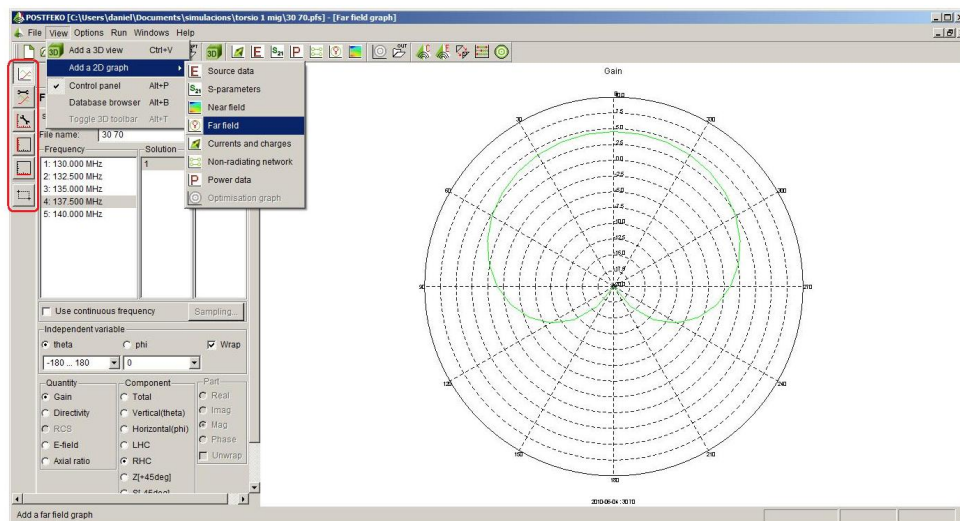 POSTFEKO [C:\Users\daniel\Documents\simulacions\torsio 1 mig\30 70.pfs] - [Far field graph]
File View Options Run Windows Help
Add a 3D view Ctrl+V
Add a 2D graph
Control panel Alt+P
Database browser Alt+B
Toggle 3D toolbar Alt+T
Source data
S-parameters
Near field
Far field
Currents and charges
Non-radiating network
Power data
Optimisation graph
File name: 30 70
Frequency Solution
1: 130.000 MHz 1
2: 132.500 MHz
3: 135.000 MHz
4: 137.500 MHz
5: 140.000 MHz
Use continuous frequency Sampling...
Independent variable
theta phi Wrap
-180 ... 180 0
Quantity Component Part
Gain Total Real
Directivity Vertical(theta) Imag
RCS Horizontal(phi) Mag
E-field LHC Phase
Axial ratio RHC Unwrap
Z[+45deg]
Gain
30 330
60 300
90 270
120 240
150 210
180
Add a far field graph